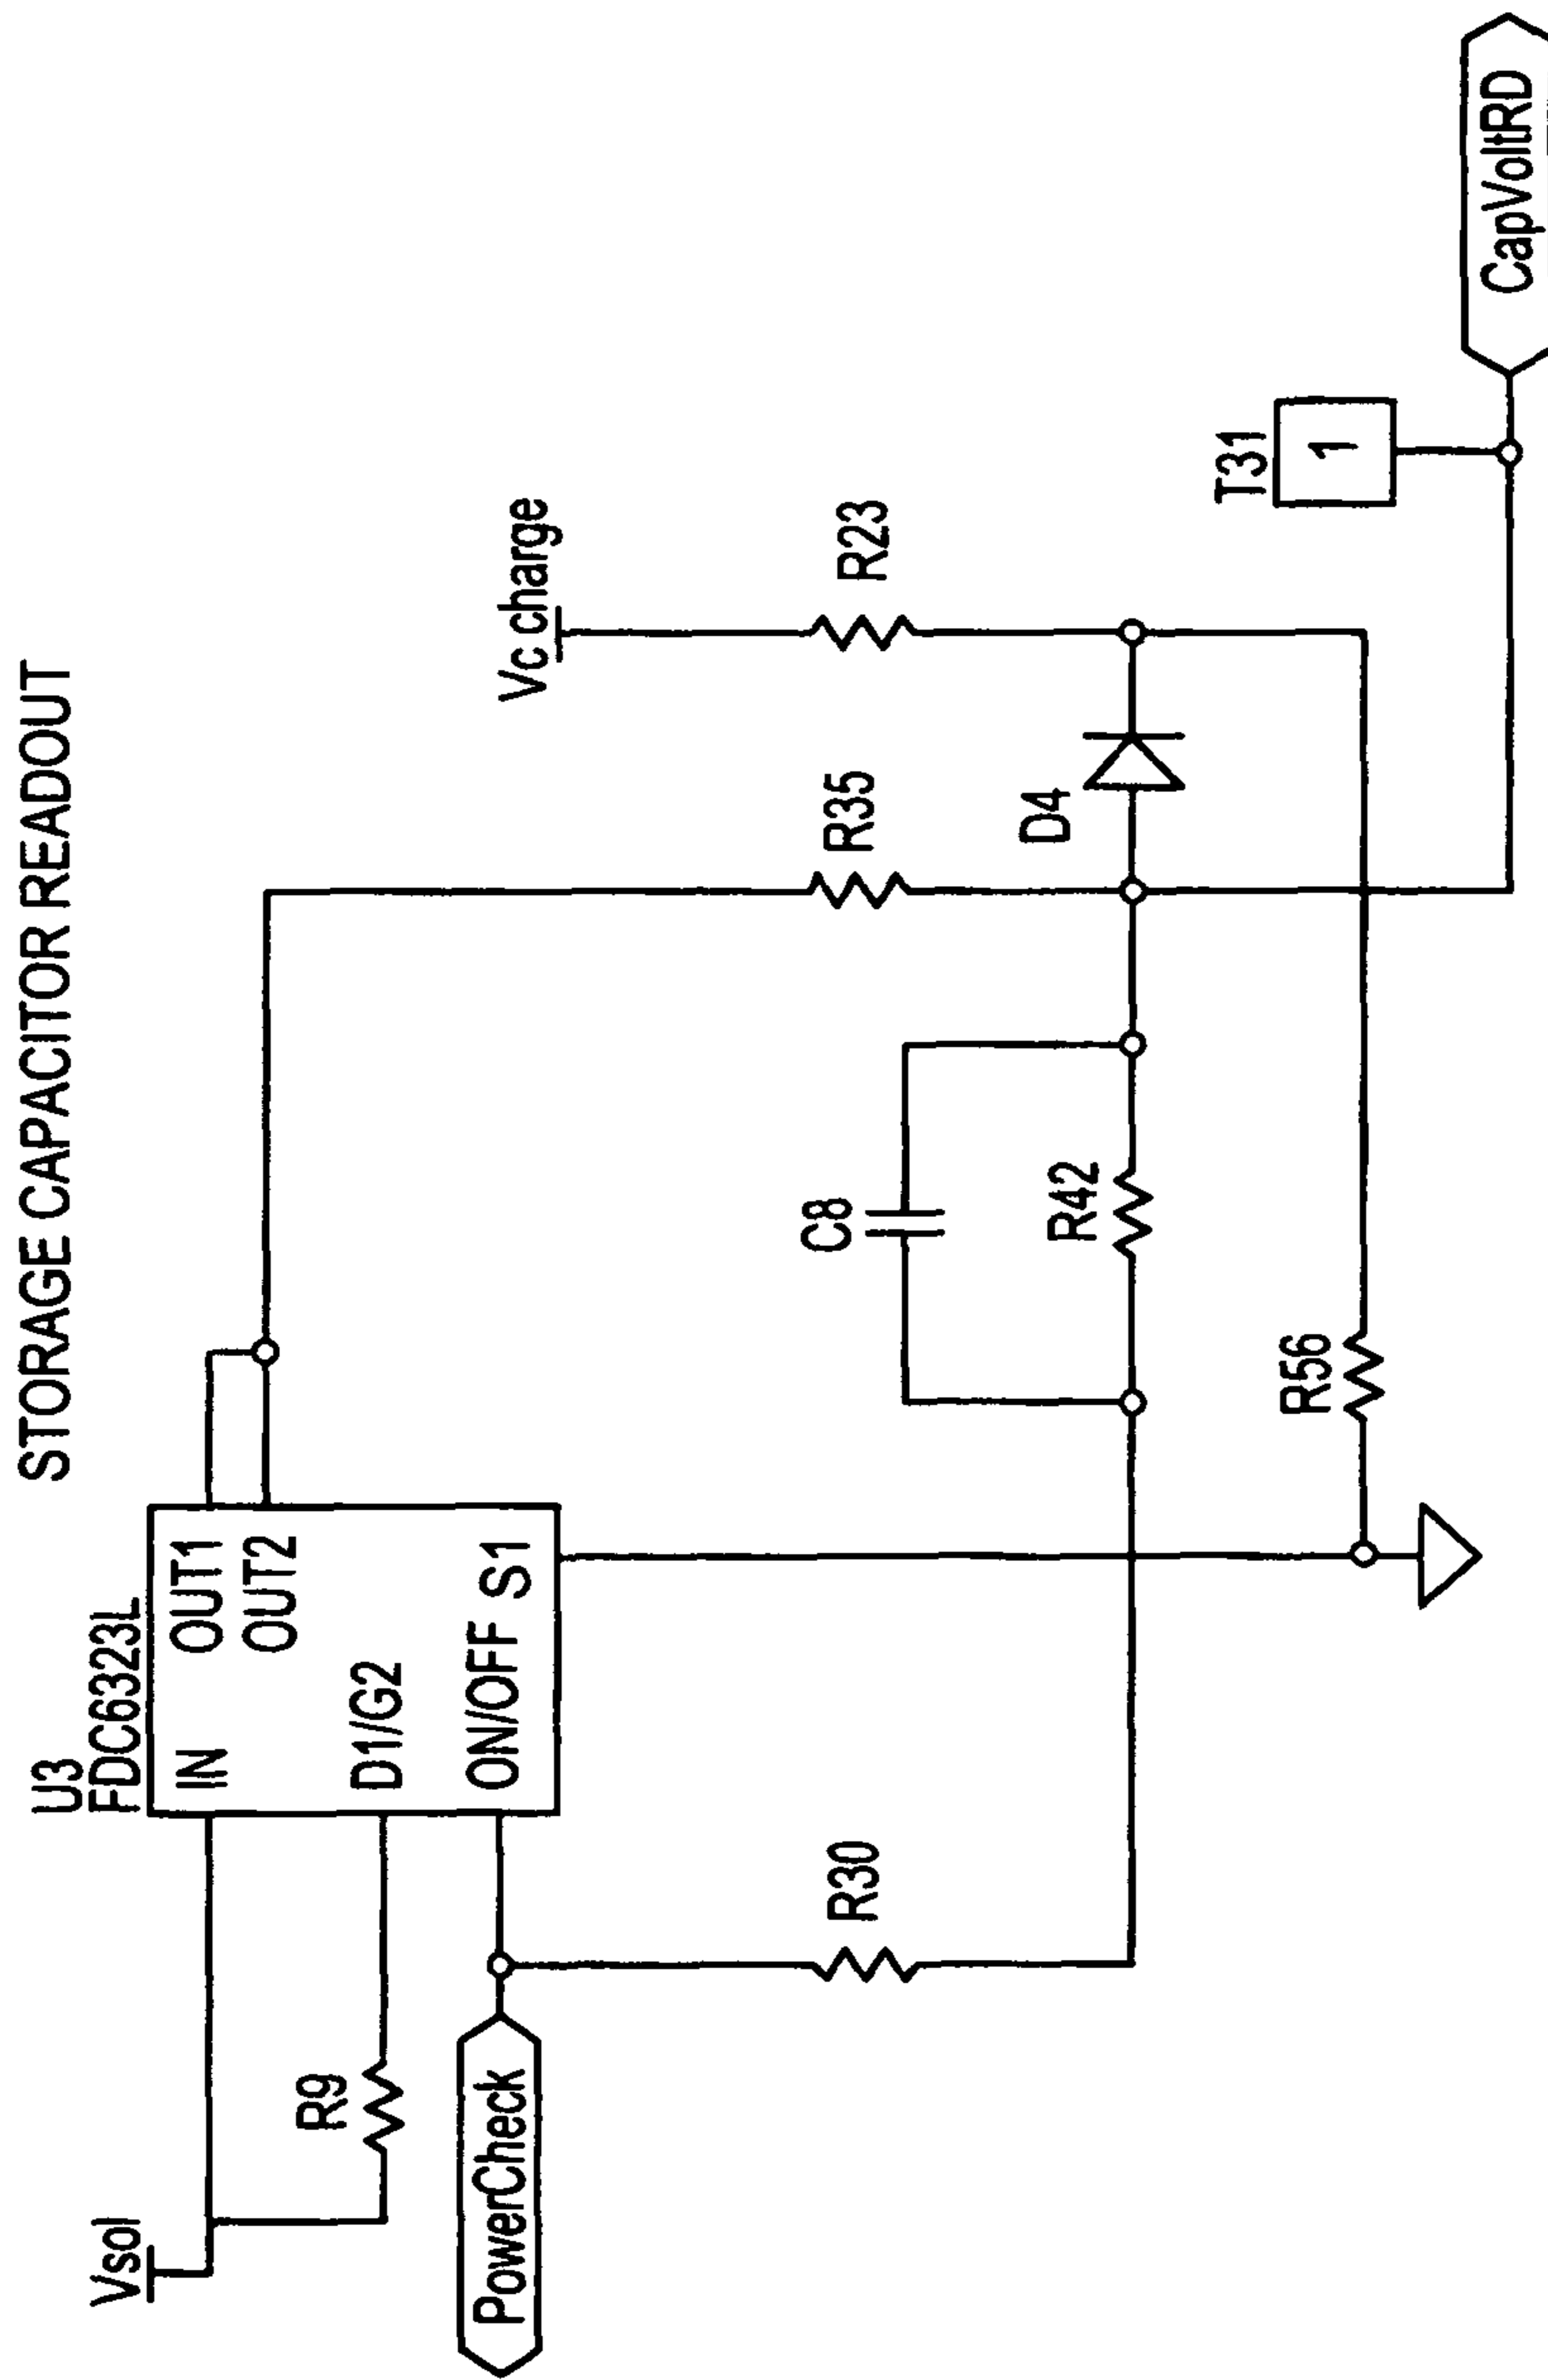 STORAGE CAPACITOR READOUT
U3
FDC6323L
Vsol
IN
OUT1
OUT2
D1/G2
ON/OFF S1
R9
PowerCheck
R30
Vc charge
R35
R23
C8
R42
D4
R56
T31
1
CapVoltRD